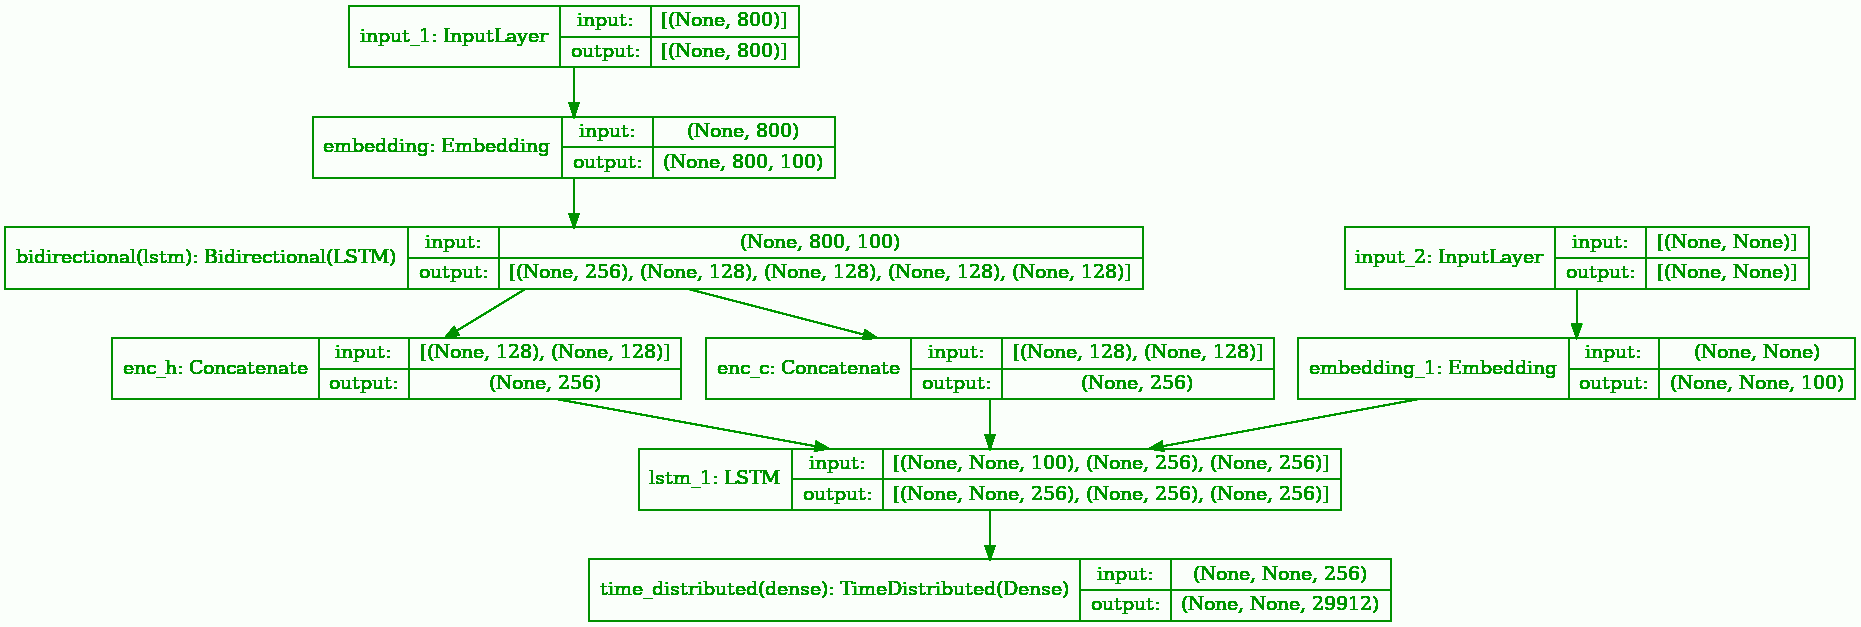 input_1: InputLayer
input:
[(None, 800)]
output:
[(None, 800)]
embedding: Embedding
input:
(None, 800)
output:
(None, 800, 100)
bidirectional(lstm): Bidirectional(LSTM)
input:
(None, 800, 100)
output:
[(None, 256), (None, 128), (None, 128), (None, 128), (None, 128)]
input_2: InputLayer
input:
[(None, None)]
output:
[(None, None)]
enc_h: Concatenate
input:
[(None, 128), (None, 128)]
output:
(None, 256)
enc_c: Concatenate
input:
[(None, 128), (None, 128)]
output:
(None, 256)
embedding_1: Embedding
input:
(None, None)
output:
(None, None, 100)
lstm_1: LSTM
input:
[(None, None, 100), (None, 256), (None, 256)]
output:
[(None, None, 256), (None, 256), (None, 256)]
time_distributed(dense): TimeDistributed(Dense)
input:
(None, None, 256)
output:
(None, None, 29912)